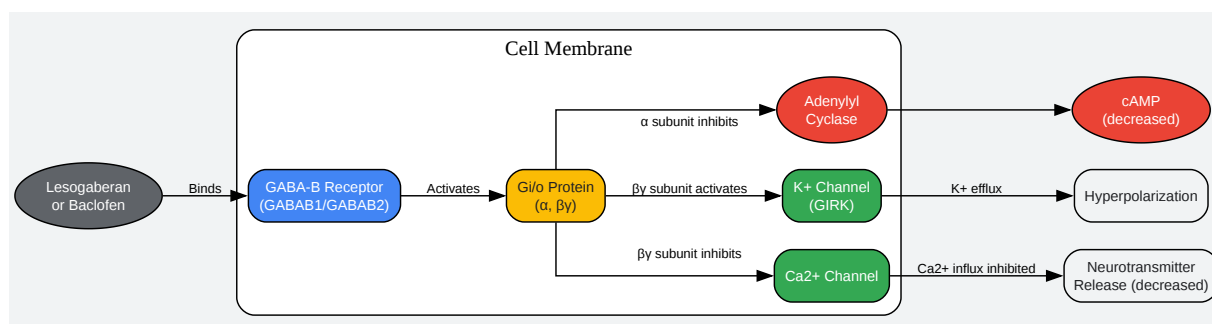 Cell Membrane
Lesogaberan
or Baclofen
Binds
GABA-B Receptor
(GABAB1/GABAB2)
Activates
Gi/o Protein
(α, βγ)
α subunit inhibits
Adenylyl
Cyclase
cAMP
(decreased)
βγ subunit activates
K+ Channel
(GIRK)
K+ efflux
Hyperpolarization
βγ subunit inhibits
Ca2+ Channel
Ca2+ influx inhibited
Neurotransmitter
Release (decreased)